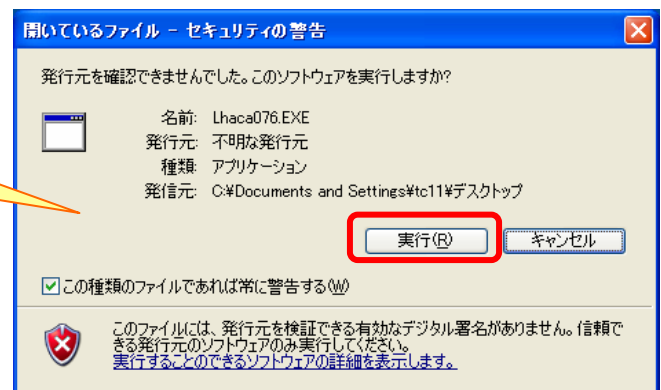 開いているファイル - セキュリティの警告
発行元を確認できませんでした。このソフトウェアを実行しますか?
名前: Lhaca076.EXE
発行元: 不明な発行元
種類: アプリケーション
発信元: C:¥Documents and Settings¥tc11¥デスクトップ
実行(R) キャンセル
この種類のファイルであれば常に警告する(W)
このファイルには、発行元を検証できる有効なデジタル署名がありません。信頼で
きる発行元のソフトウェアのみ実行してください。
実行することのできるソフトウェアの詳細を表示します。